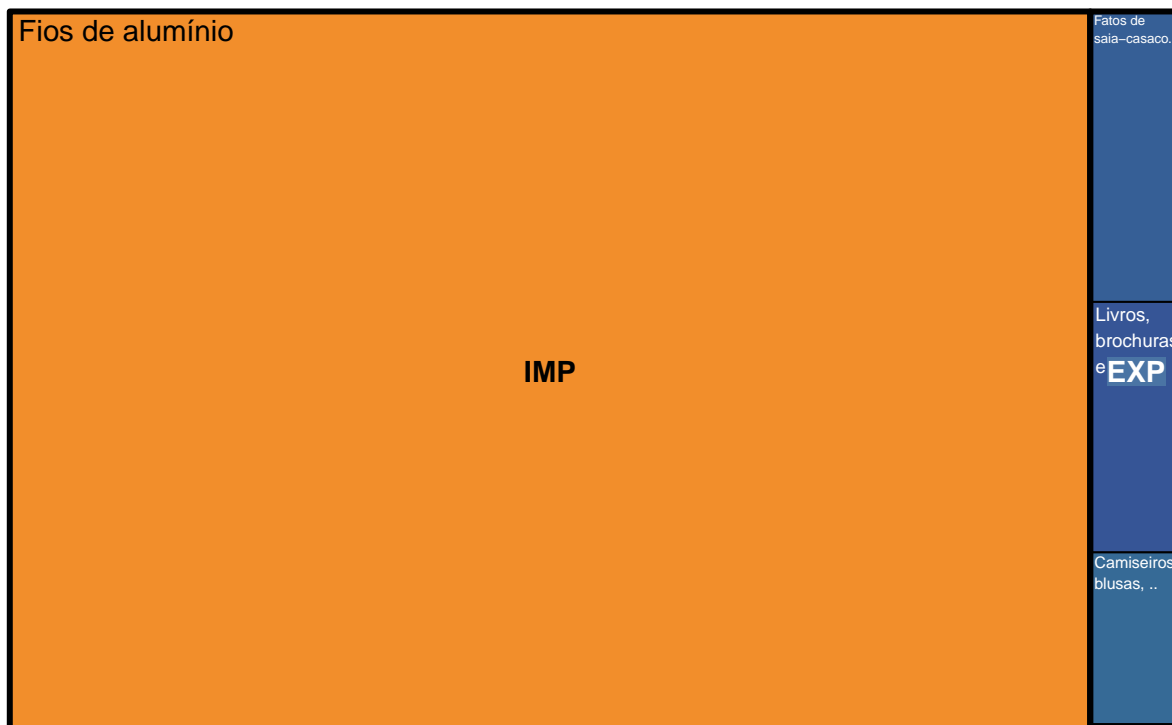 Fios de alumínio
IMP
Fatos de
saia−casaco.
Livros,
brochuras
e
EXP
Camiseiros
blusas, ..